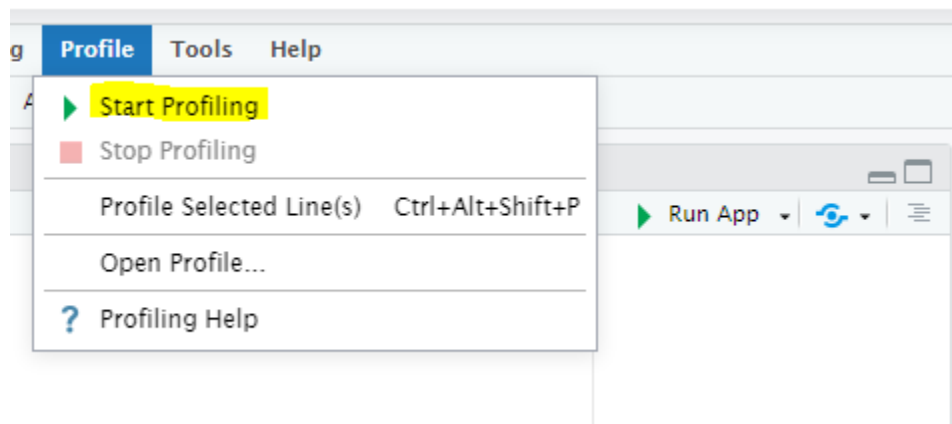 g Profile Tools Help
Start Profiling
Stop Profiling
Profile Selected Line(s) Ctrl+Alt+Shift+P
Run App
Open Profile...
? Profiling Help